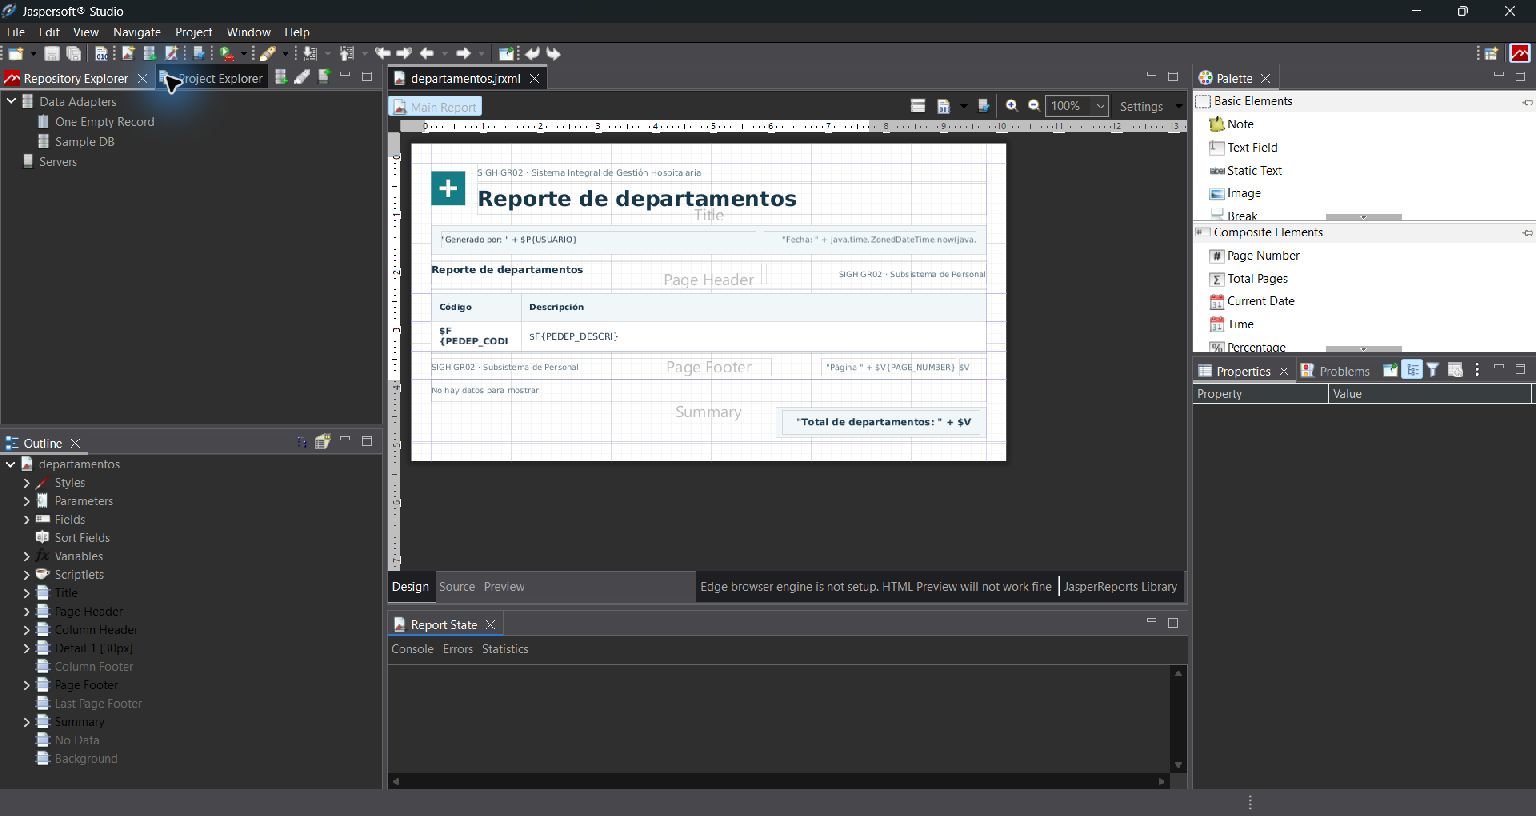 Jaspersoft® Studio
File Edit View Navigate Project Window Help
Repository Explorer
Project Explorer
Data Adapters
One Empty Record
Sample DB
Servers
Outline
departamentos
Styles
Parameters
Fields
Sort Fields
Variables
Scriptlets
Title
Page Header
Column Header
Detail 1 [30px]
Column Footer
Page Footer
Last Page Footer
Summary
No Data
Background
departamentos.jrxml
Main Report
100%
Settings
SIGH GR02 · Sistema Integral de Gestión Hospitalaria
Reporte de departamentos
Title
"Generado por: " + $P{USUARIO}
"Fecha: " + java.time.ZonedDateTime.now(java.
Reporte de departamentos
Page Header
SIGH GR02 · Subsistema de Personal
Código
Descripción
$F
{PEDEP_CODI
$F{PEDEP_DESCRI}
SIGH GR02 · Subsistema de Personal
Page Footer
"Página " + $V{PAGE_NUMBER}
$V
No hay datos para mostrar
Summary
"Total de departamentos: " + $V
Design Source Preview
Edge browser engine is not setup. HTML Preview will not work fine
JasperReports Library
Report State
Console Errors Statistics
Palette
Basic Elements
Note
Text Field
Static Text
Image
Break
Composite Elements
Page Number
Total Pages
Current Date
Time
Percentage
Properties
Problems
Property
Value